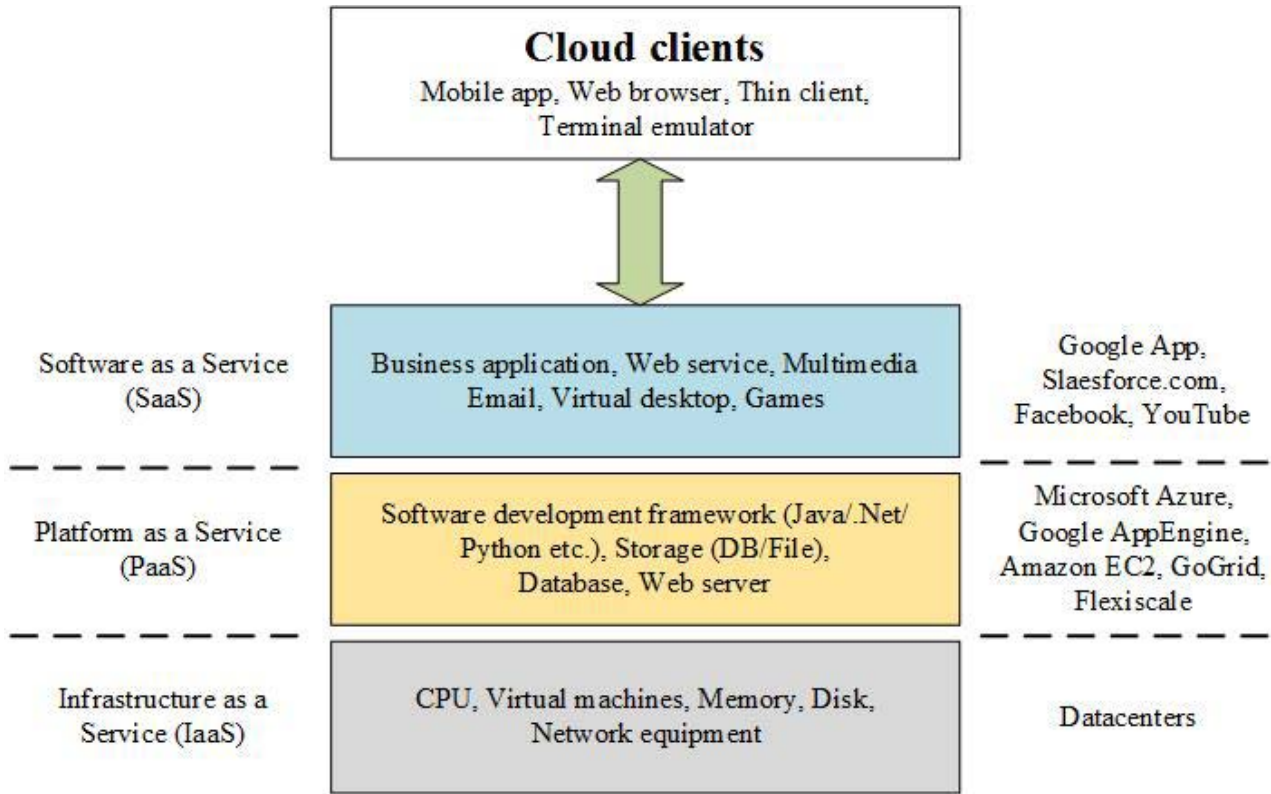 Cloud clients
Mobile app, Web browser, Thin client,
Terminal emulator
Software as a Service
(SaaS)
Business application, Web service, Multimedia
Email, Virtual desktop, Games
Google App,
Slaesforce.com,
Facebook, YouTube
Platform as a Service
(PaaS)
Software development framework (Java/.Net/
Python etc.), Storage (DB/File),
Database, Web server
Microsoft Azure,
Google AppEngine,
Amazon EC2, GoGrid,
Flexiscale
Infrastructure as a
Service (IaaS)
CPU, Virtual machines, Memory, Disk,
Network equipment
Datacenters